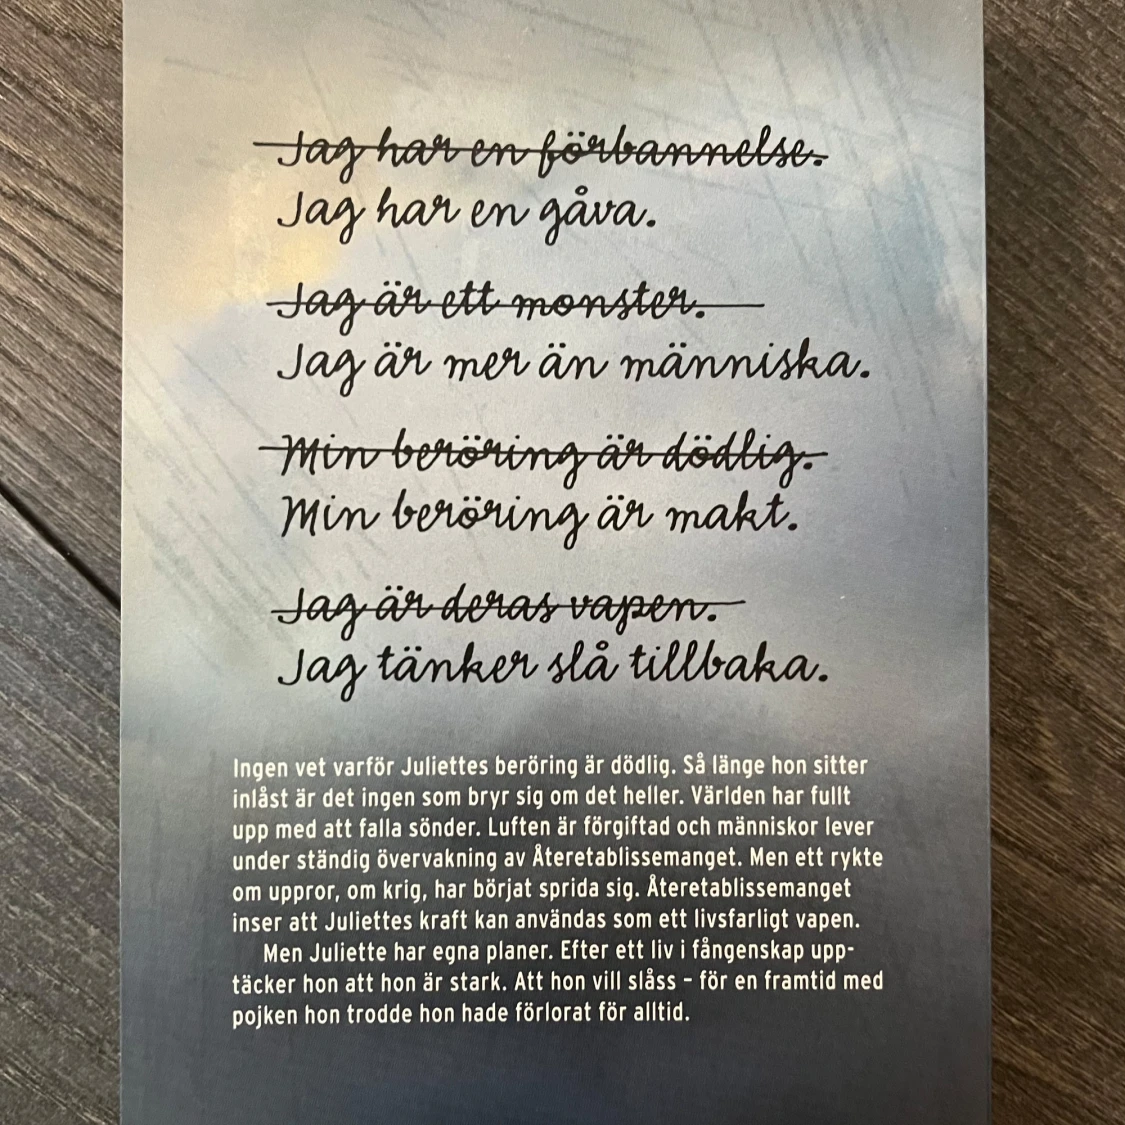 Jag har en förbannelse.
Jag har en gåva.
Jag är ett monster.
Jag är mer än människa.
Min beröring är dödlig.
Min beröring är makt.
Jag är deras vapen.
Jag tänker slå tillbaka.
Ingen vet varför Juliettes beröring är dödlig. Så länge hon sitter
inlåst är det ingen som bryr sig om det heller. Världen har fullt
upp med att falla sönder. Luften är förgiftad och människor lever
under ständig övervakning av Återetablissemanget. Men ett rykte
om uppror, om krig, har börjat sprida sig. Återetablissemanget
inser att Juliettes kraft kan användas som ett livsfarligt vapen.
Men Juliette har egna planer. Efter ett liv i fångenskap upp-
täcker hon att hon är stark. Att hon vill slåss – för en framtid med
pojken hon trodde hon hade förlorat för alltid.